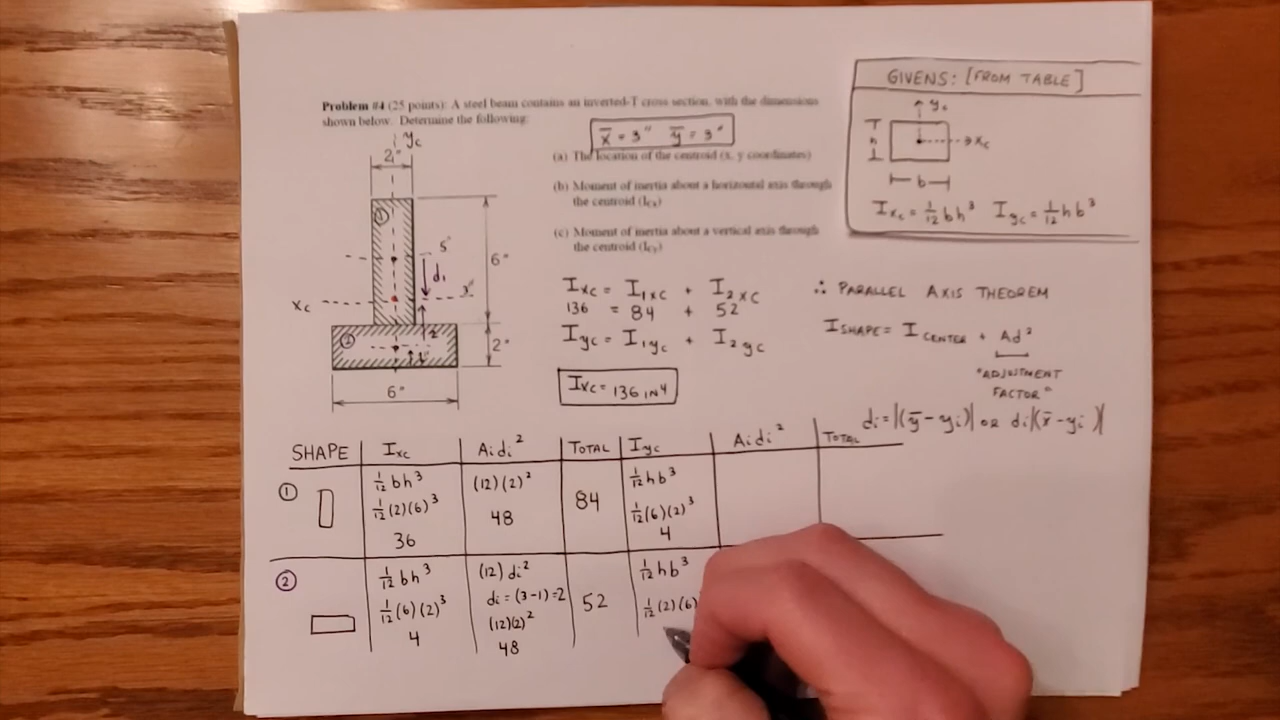 GIVENS: [FROM TABLE]
yc
xc
h
b
Ixc = 1/12 bh³ Iyc = 1/12 hb³
Problem #4 (25 points): A steel beam contains an inverted-T cross section, with the dimensions
shown below. Determine the following:
x̄ = 3" ȳ = 3"
(a) The location of the centroid (x, y coordinates)
(b) Moment of inertia about a horizontal axis through
the centroid (Icx)
(c) Moment of inertia about a vertical axis through
the centroid (Icy)
yc
2"
①
5"
d1
6"
xc
3"
②
2
1"
2"
6"
Ixc = I1xc + I2xc
136 = 84 + 52
Iyc = I1yc + I2yc
Ixc = 136 IN4
∴ PARALLEL AXIS THEOREM
ISHAPE = ICENTER + Ad²
"ADJUSTMENT
FACTOR"
di = |(ȳ - yi)| OR di|(x̄ - yi)|
SHAPE Ixc Aidi² TOTAL Iyc Aidi² TOTAL
① 1/12 bh³ (12)(2)² 84 1/12 hb³
1/12 (2)(6)³ 48 1/12 (6)(2)³
36 4
② 1/12 bh³ (12) di² 52 1/12 hb³
1/12 (6)(2)³ di = (3-1) = 2 1/12 (2)(6)
4 (12)(2)²
48